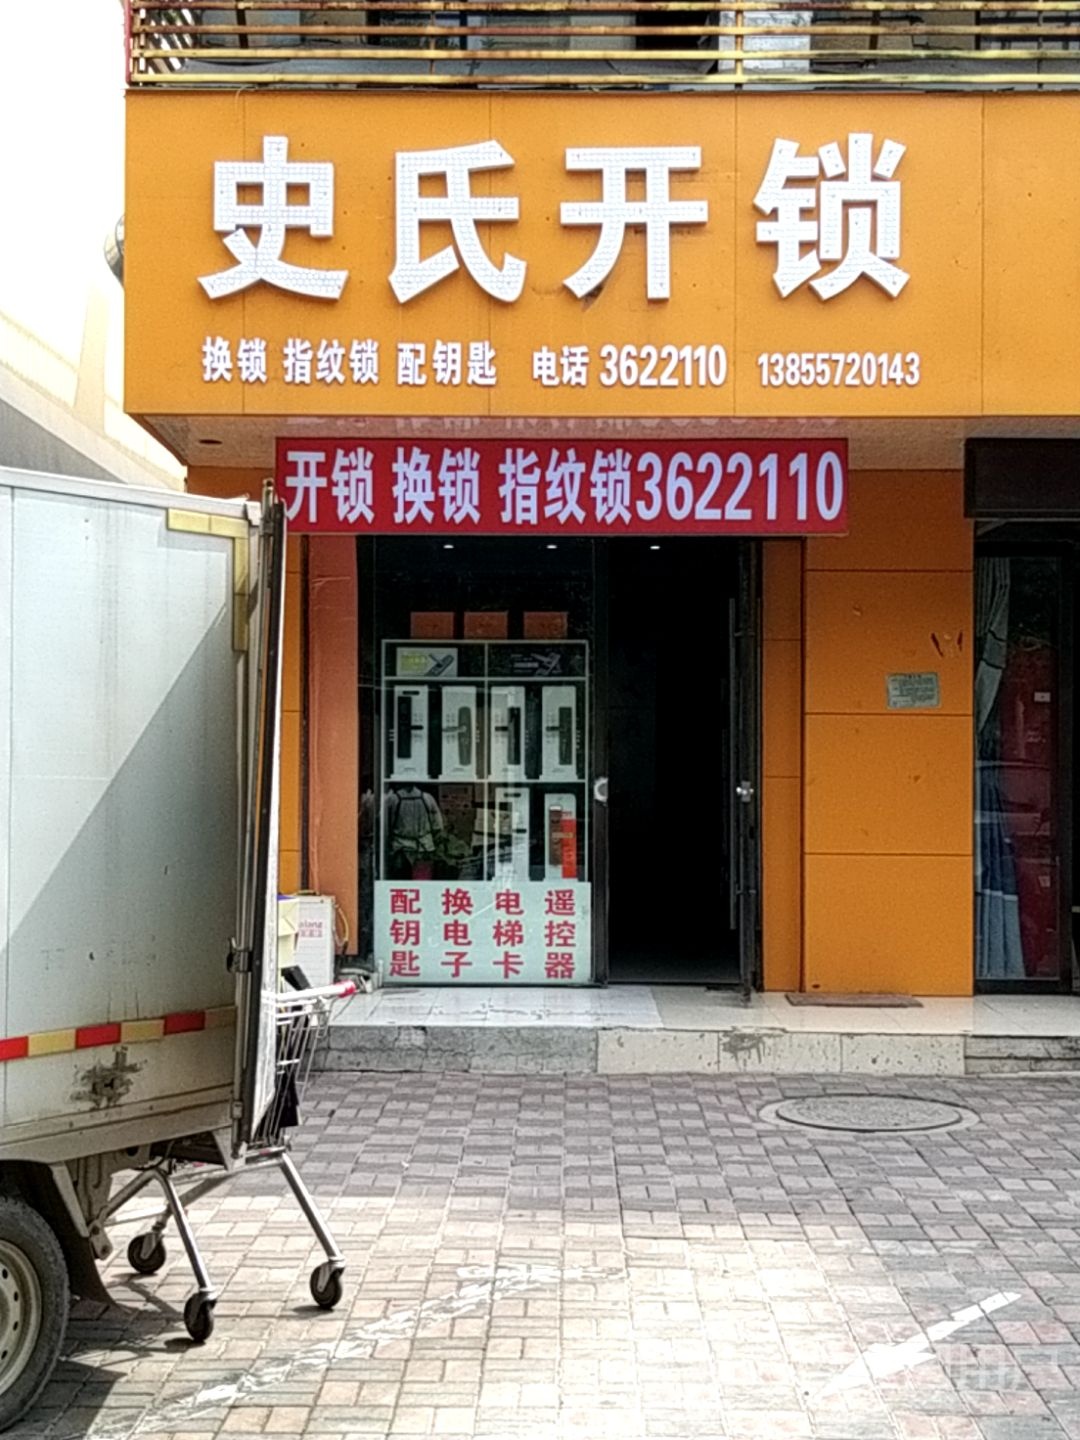 史氏开锁
换锁 指纹锁 配钥匙 电话 3622110 13855720143
开锁 换锁 指纹锁3622110
配钥匙 换电子 电梯卡 遥控器